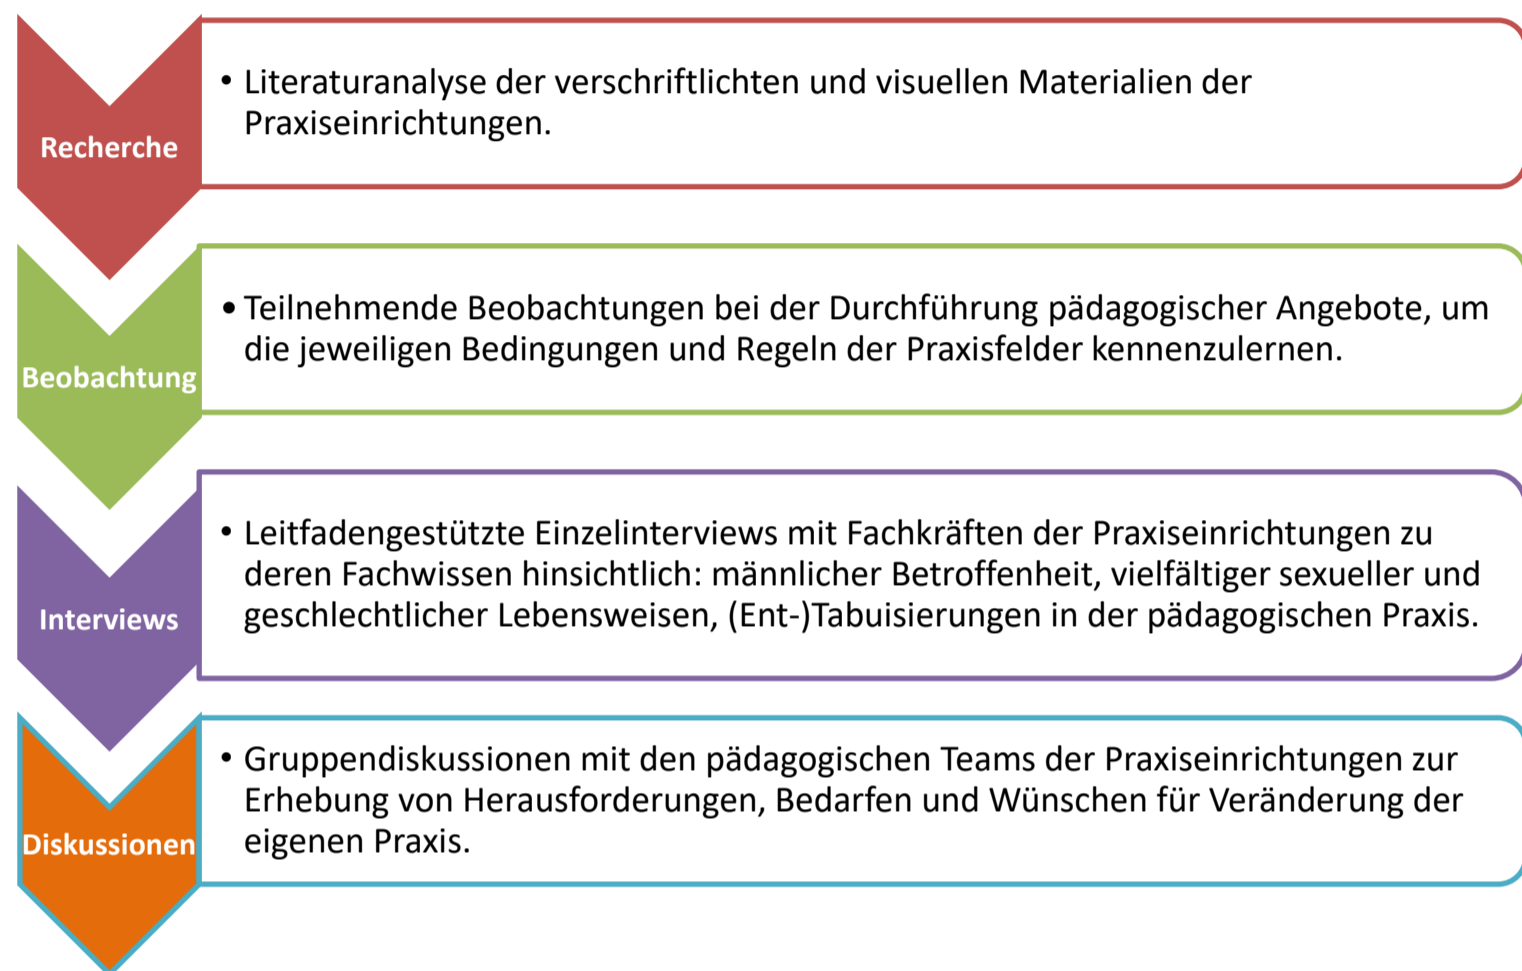 Recherche
• Literaturanalyse der verschriftlichten und visuellen Materialien der
Praxiseinrichtungen.
Beobachtung
• Teilnehmende Beobachtungen bei der Durchführung pädagogischer Angebote, um
die jeweiligen Bedingungen und Regeln der Praxisfelder kennenzulernen.
Interviews
• Leitfadengestützte Einzelinterviews mit Fachkräften der Praxiseinrichtungen zu
deren Fachwissen hinsichtlich: männlicher Betroffenheit, vielfältiger sexueller und
geschlechtlicher Lebensweisen, (Ent-)Tabuisierungen in der pädagogischen Praxis.
Diskussionen
• Gruppendiskussionen mit den pädagogischen Teams der Praxiseinrichtungen zur
Erhebung von Herausforderungen, Bedarfen und Wünschen für Veränderung der
eigenen Praxis.